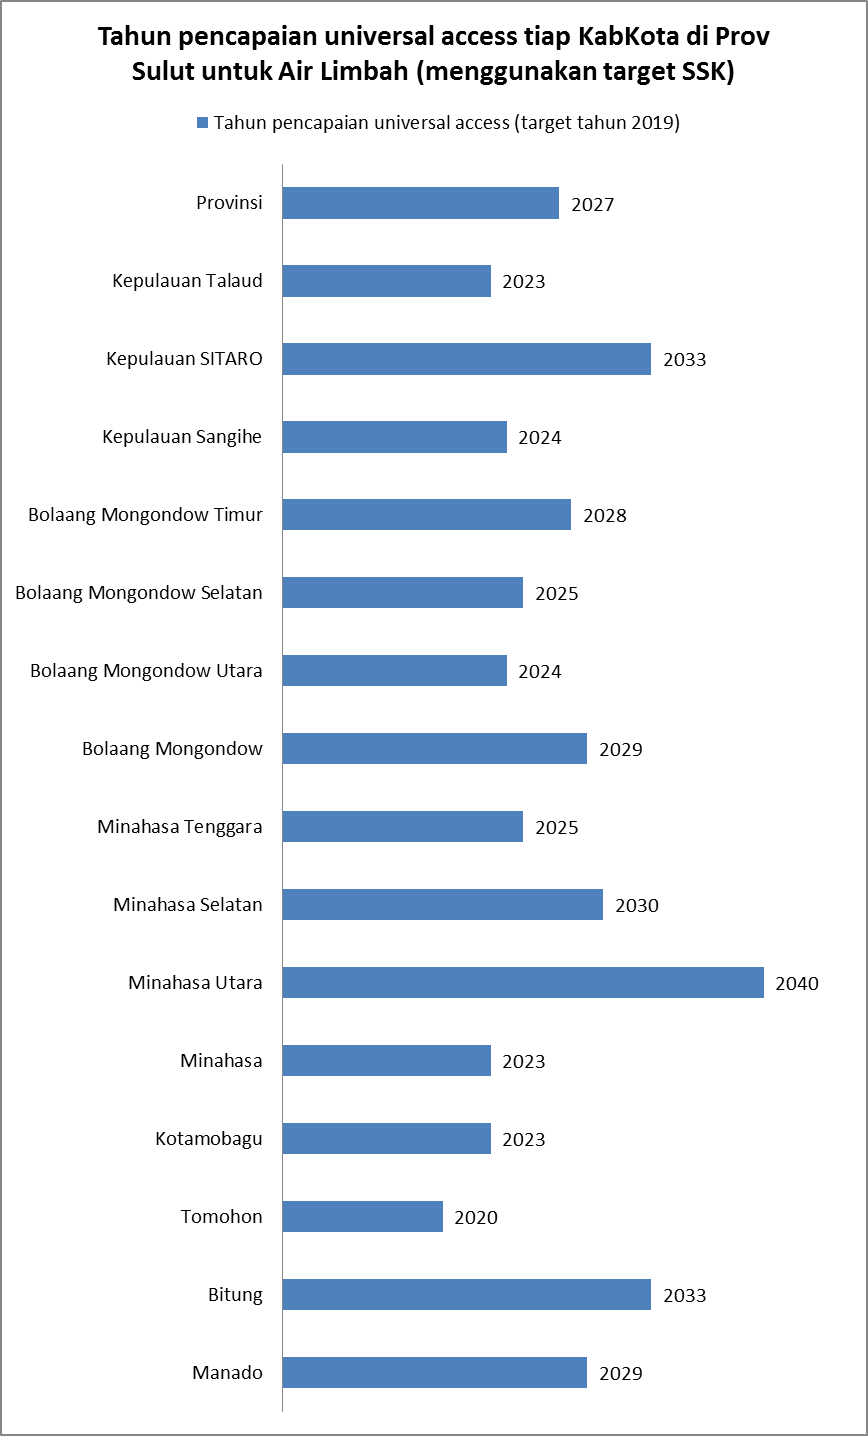 Tahun pencapaian universal access tiap KabKota di Prov
Sulut untuk Air Limbah (menggunakan target SSK)
Tahun pencapaian universal access (target tahun 2019)
Provinsi 2027
Kepulauan Talaud 2023
Kepulauan SITARO 2033
Kepulauan Sangihe 2024
Bolaang Mongondow Timur 2028
Bolaang Mongondow Selatan 2025
Bolaang Mongondow Utara 2024
Bolaang Mongondow 2029
Minahasa Tenggara 2025
Minahasa Selatan 2030
Minahasa Utara 2040
Minahasa 2023
Kotamobagu 2023
Tomohon 2020
Bitung 2033
Manado 2029